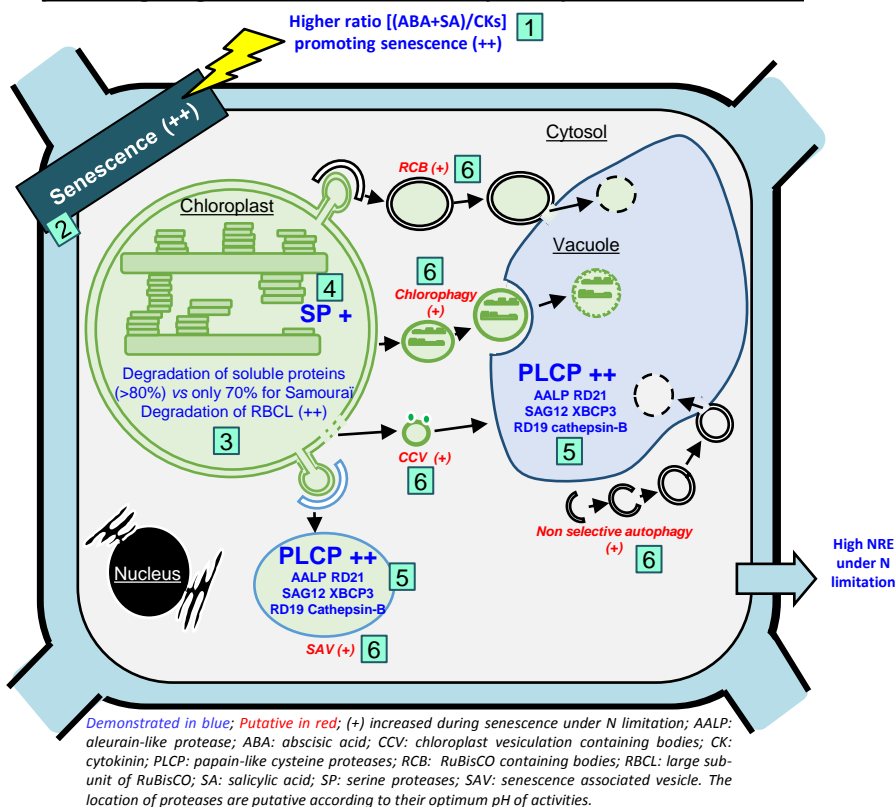 Higher ratio [(ABA+SA)/CKs]
promoting senescence (++)
1
Senescence (++)
2
Cytosol
RCB (+)
6
Chloroplast
Vacuole
4
SP +
6
Chlorophagy
(+)
Degradation of soluble proteins
(>80%) vs only 70% for Samouraï
Degradation of RBCL (++)
3
PLCP ++
AALP RD21
SAG12 XBCP3
RD19 cathepsin-B
5
CCV (+)
6
Non selective autophagy
(+)
6
High NRE
under N
limitation
Nucleus
PLCP ++
AALP RD21
SAG12 XBCP3
RD19 Cathepsin-B
5
SAV (+)
6
Demonstrated in blue; Putative in red; (+) increased during senescence under N limitation; AALP:
aleurain-like protease; ABA: abscisic acid; CCV: chloroplast vesiculation containing bodies; CK:
cytokinin; PLCP: papain-like cysteine proteases; RCB: RuBisCO containing bodies; RBCL: large sub-
unit of RuBisCO; SA: salicylic acid; SP: serine proteases; SAV: senescence associated vesicle. The
location of proteases are putative according to their optimum pH of activities.